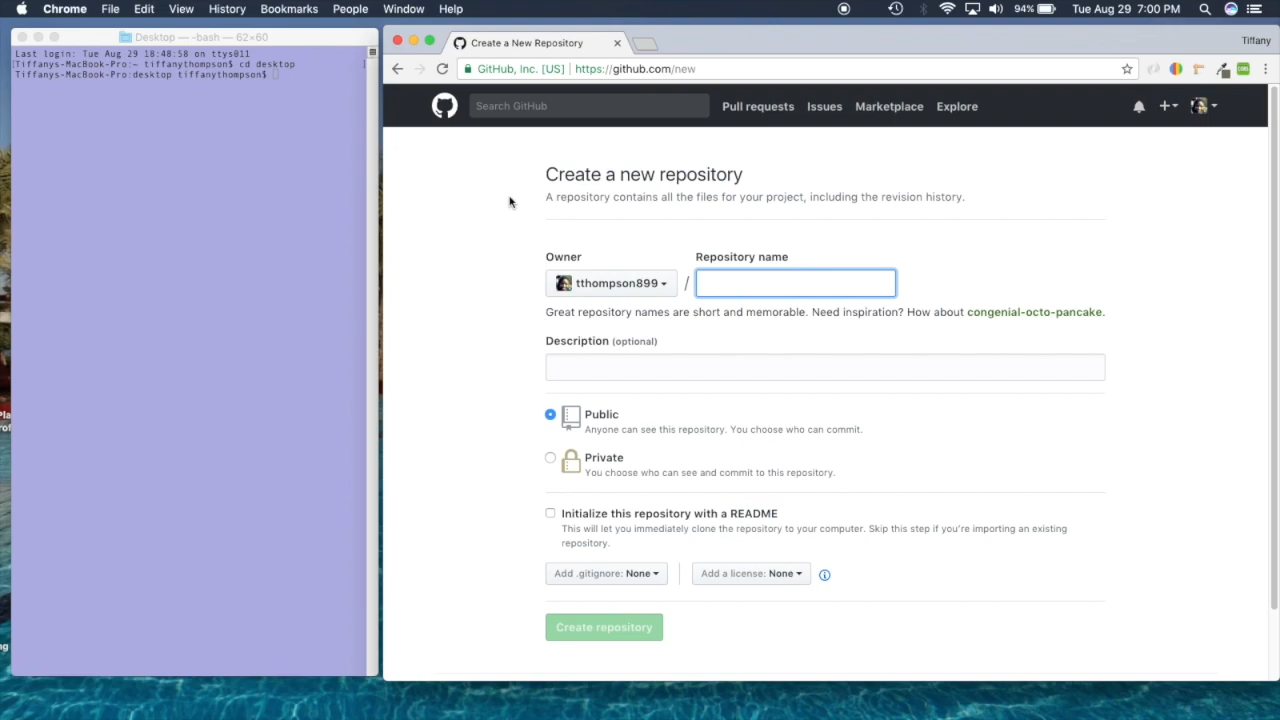 Chrome File Edit View History Bookmarks People Window Help 94% Tue Aug 29 7:00 PM
Desktop — -bash — 62×60
Last login: Tue Aug 29 18:48:58 on ttys011
[Tiffanys-MacBook-Pro:~ tiffanythompson$ cd desktop ]
Tiffanys-MacBook-Pro:desktop tiffanythompson$
Create a New Repository
Tiffany
GitHub, Inc. [US] | https://github.com/new
Search GitHub Pull requests Issues Marketplace Explore
Create a new repository
A repository contains all the files for your project, including the revision history.
Owner Repository name
tthompson899 /
Great repository names are short and memorable. Need inspiration? How about congenial-octo-pancake.
Description (optional)
Public
Anyone can see this repository. You choose who can commit.
Private
You choose who can see and commit to this repository.
Initialize this repository with a README
This will let you immediately clone the repository to your computer. Skip this step if you're importing an existing
repository.
Add .gitignore: None Add a license: None
Create repository